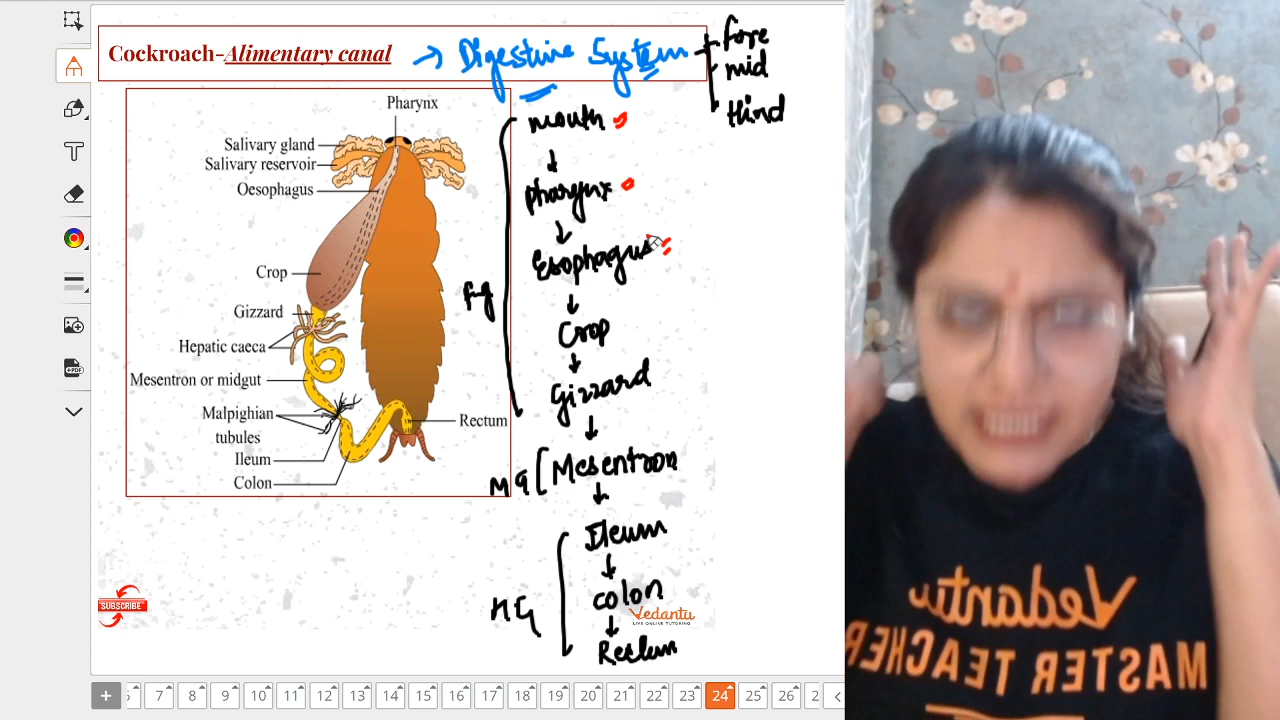 Cockroach-Alimentary canal → Digestive System
fore
mid
Hind
Pharynx
Salivary gland
Salivary reservoir
Oesophagus
Crop
Gizzard
Hepatic caeca
Mesentron or midgut
Malpighian
tubules
Ileum
Colon
Rectum
mouth
↓
pharynx
↓
Esophagus
↓
Crop
↓
Gizzard
↓
Fg
MG [Mesentron
↓
Ileum
↓
colon
↓
Rectum
HG
SUBSCRIBE
Vedantu
LIVE ONLINE TUTORING
Vedantu
MASTER TEACHER
T
PDF
+ 7 8 9 10 11 12 13 14 15 16 17 18 19 20 21 22 23 24 25 26 2 <